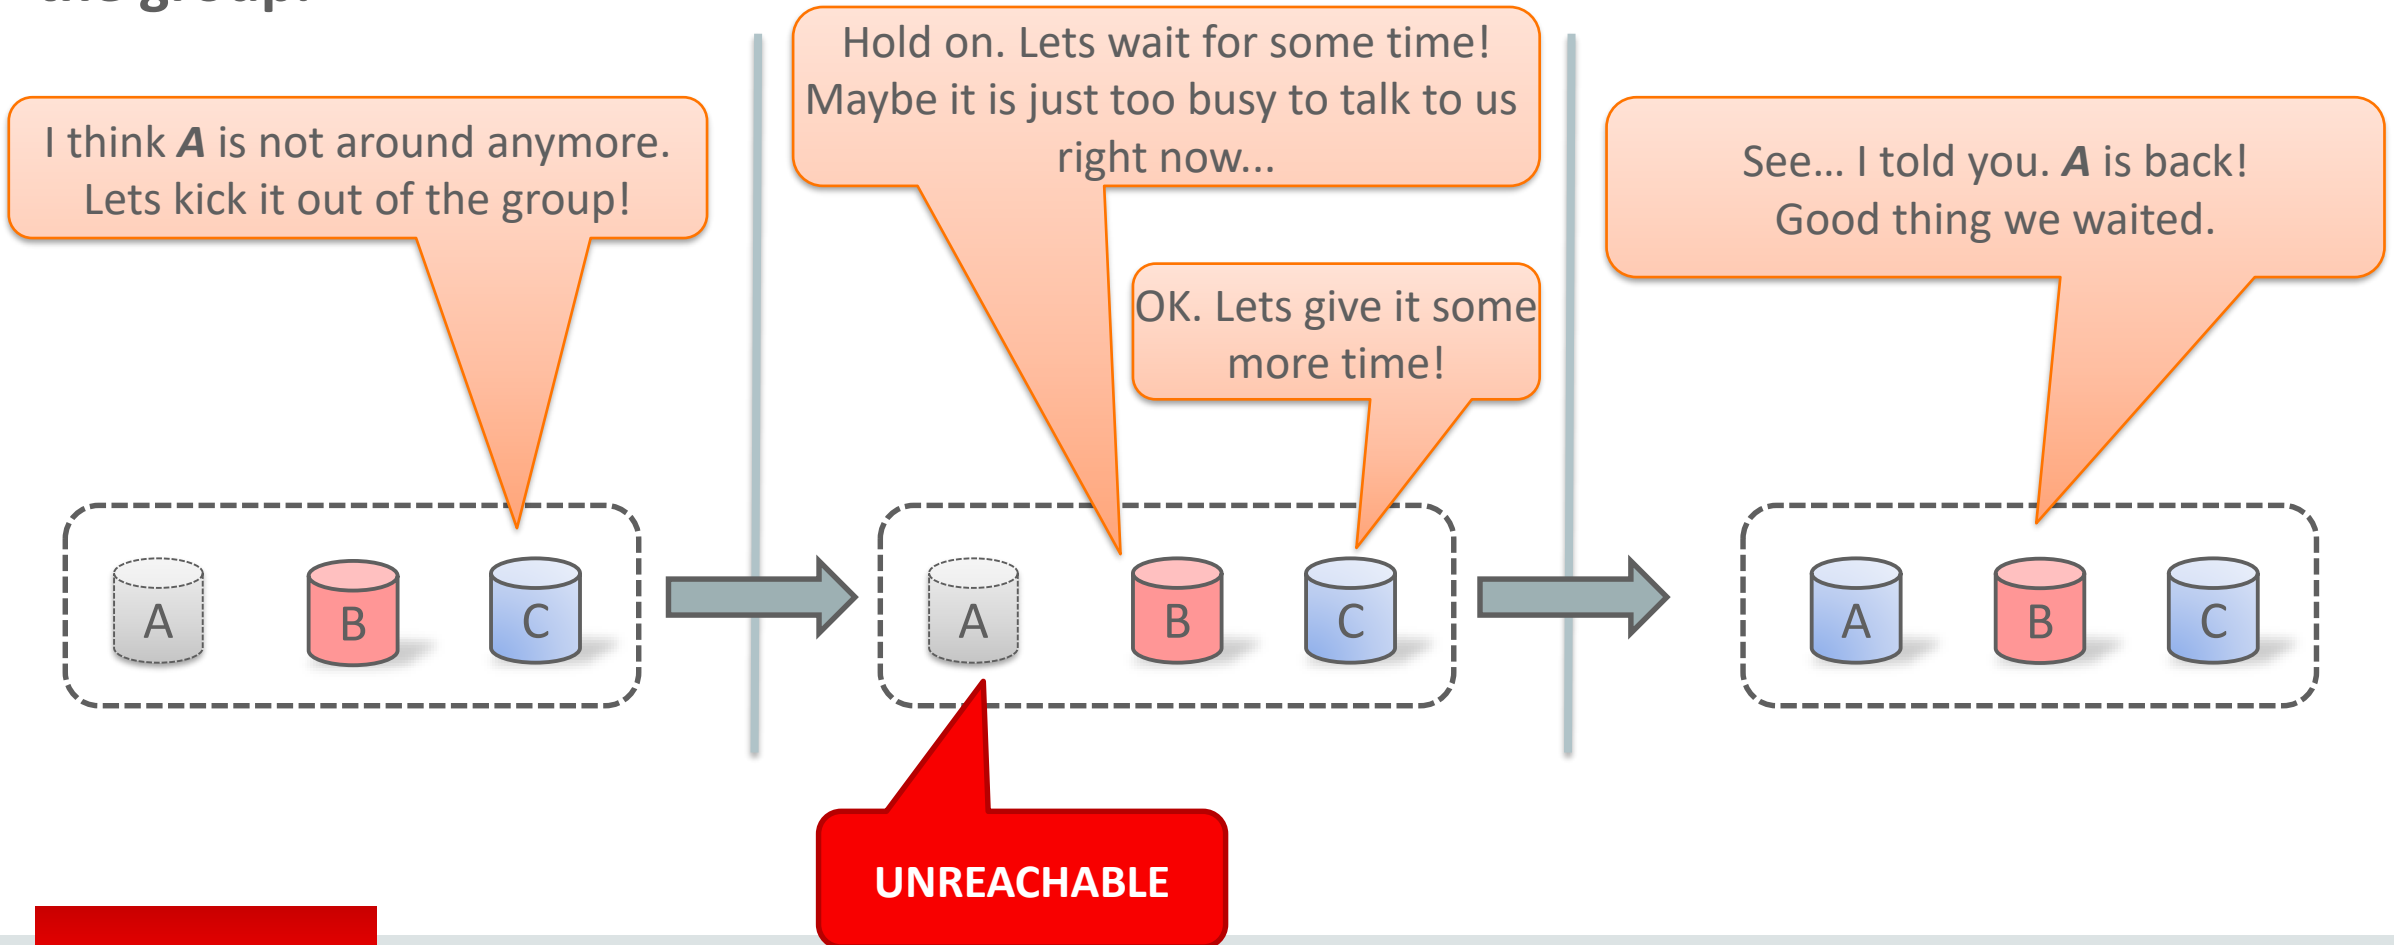 the group.
I think A is not around anymore.
Lets kick it out of the group!
A
B
C
Hold on. Lets wait for some time!
Maybe it is just too busy to talk to us
right now...
OK. Lets give it some
more time!
A
B
C
UNREACHABLE
See... I told you. A is back!
Good thing we waited.
A
B
C